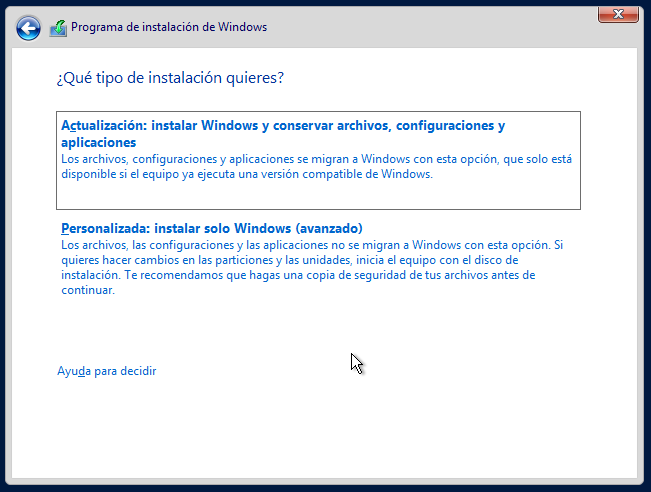 Programa de instalación de Windows
¿Qué tipo de instalación quieres?
Actualización: instalar Windows y conservar archivos, configuraciones y
aplicaciones
Los archivos, configuraciones y aplicaciones se migran a Windows con esta opción, que solo está
disponible si el equipo ya ejecuta una versión compatible de Windows.
Personalizada: instalar solo Windows (avanzado)
Los archivos, las configuraciones y las aplicaciones no se migran a Windows con esta opción. Si
quieres hacer cambios en las particiones y las unidades, inicia el equipo con el disco de
instalación. Te recomendamos que hagas una copia de seguridad de tus archivos antes de
continuar.
Ayuda para decidir